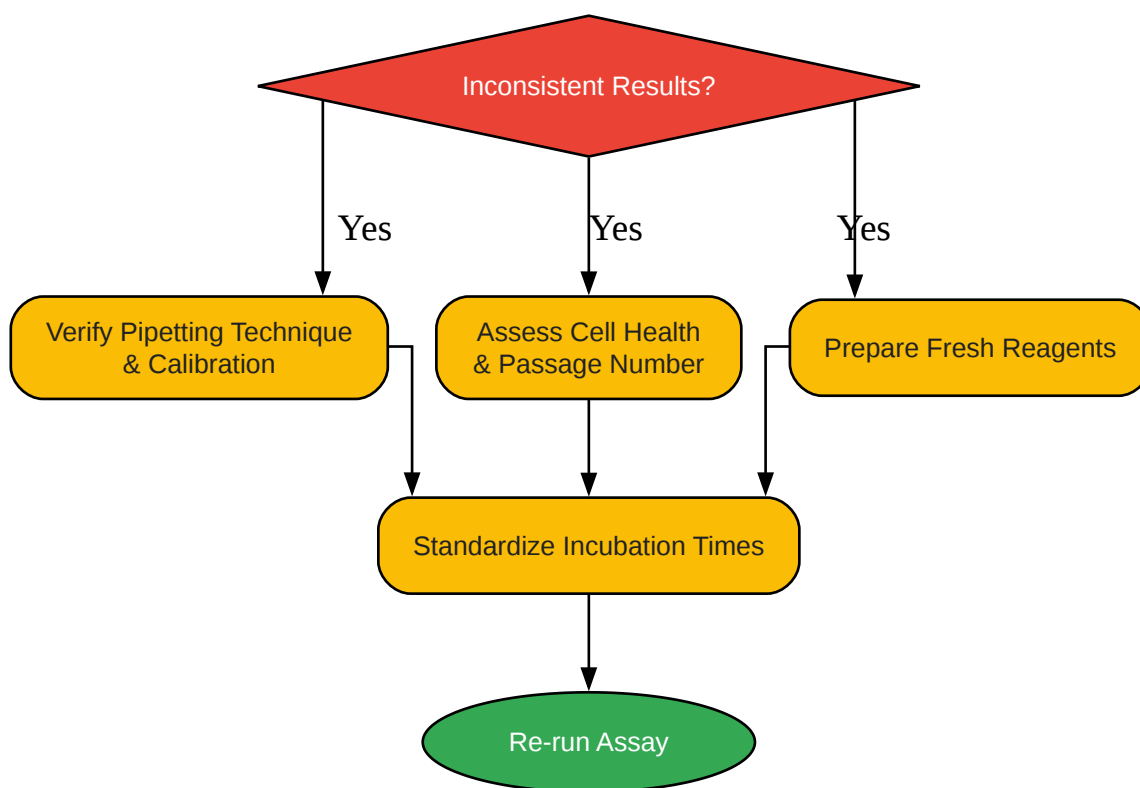 Inconsistent Results?
Yes
Yes
Yes
Verify Pipetting Technique
& Calibration
Assess Cell Health
& Passage Number
Prepare Fresh Reagents
Standardize Incubation Times
Re-run Assay